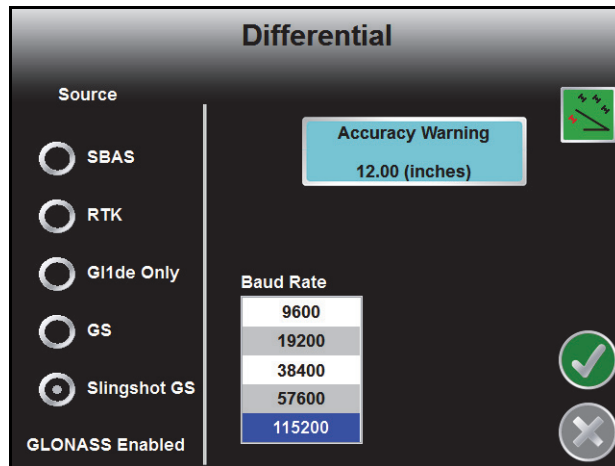 Differential
Source
SBAS
RTK
Gl1de Only
GS
Slingshot GS
GLONASS Enabled
Accuracy Warning
12.00 (inches)
Baud Rate
9600
19200
38400
57600
115200